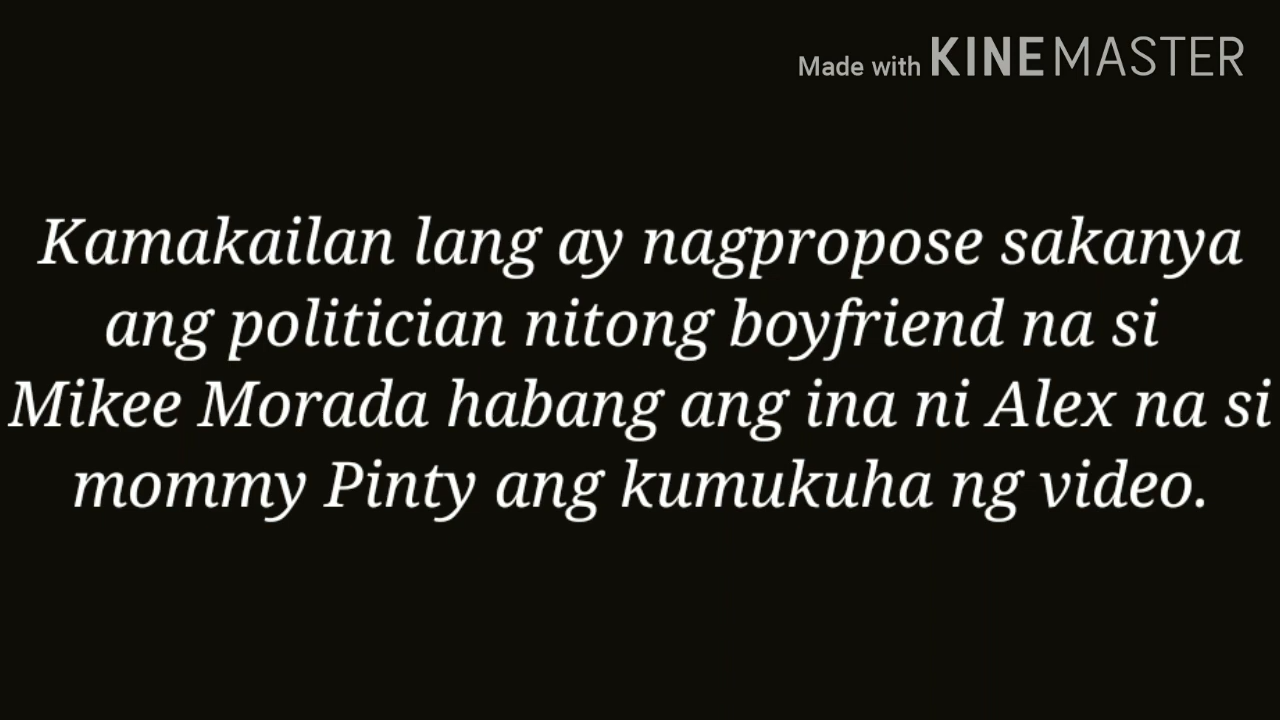 Made with KINEMASTER
Kamakailan lang ay nagpropose sakanya
ang politician nitong boyfriend na si
Mikee Morada habang ang ina ni Alex na si
mommy Pinty ang kumukuha ng video.